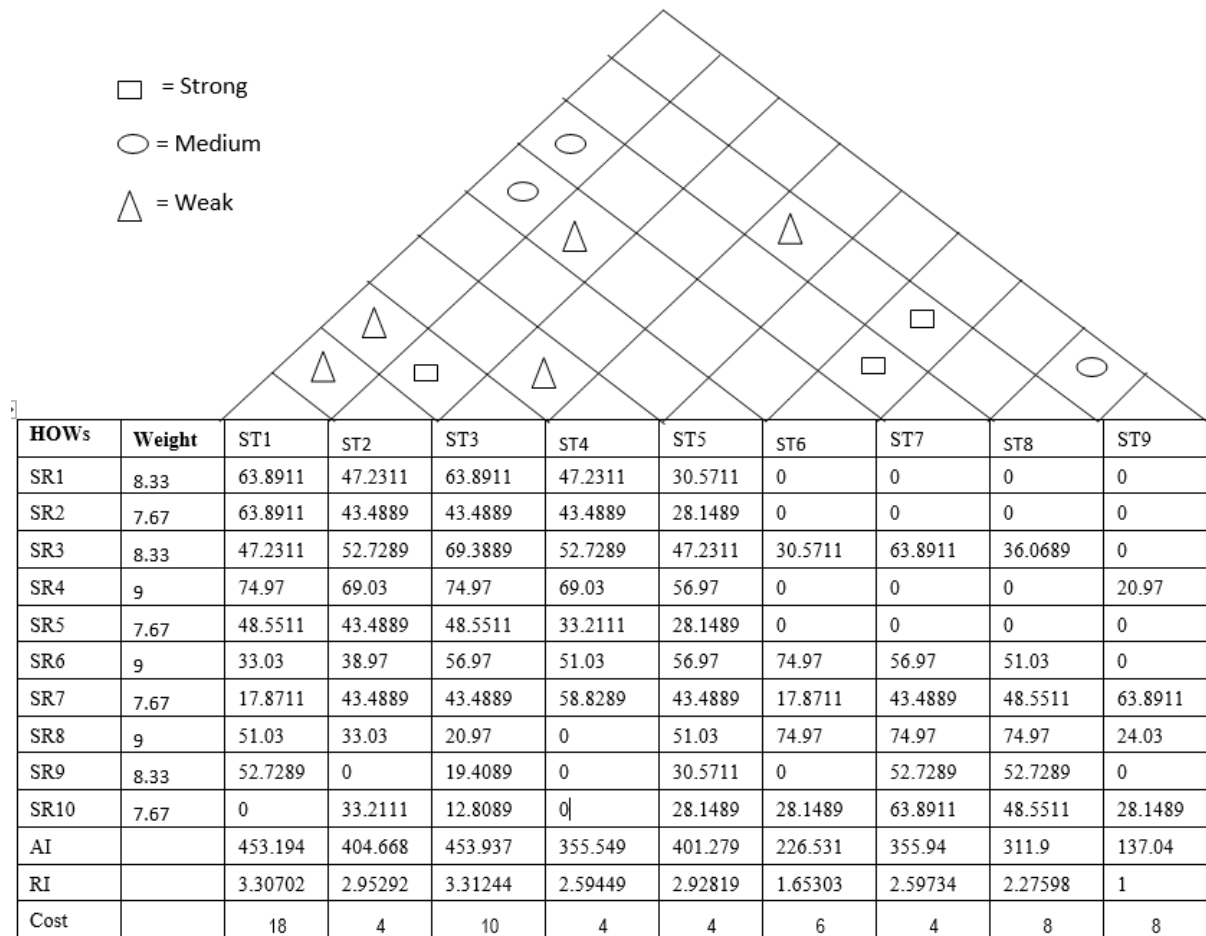 = Strong
= Medium
= Weak
HOWs Weight ST1 ST2 ST3 ST4 ST5 ST6 ST7 ST8 ST9
SR1 8.33 63.8911 47.2311 63.8911 47.2311 30.5711 0 0 0 0
SR2 7.67 63.8911 43.4889 43.4889 43.4889 28.1489 0 0 0 0
SR3 8.33 47.2311 52.7289 69.3889 52.7289 47.2311 30.5711 63.8911 36.0689 0
SR4 9 74.97 69.03 74.97 69.03 56.97 0 0 0 20.97
SR5 7.67 48.5511 43.4889 48.5511 33.2111 28.1489 0 0 0 0
SR6 9 33.03 38.97 56.97 51.03 56.97 74.97 56.97 51.03 0
SR7 7.67 17.8711 43.4889 43.4889 58.8289 43.4889 17.8711 43.4889 48.5511 63.8911
SR8 9 51.03 33.03 20.97 0 51.03 74.97 74.97 74.97 24.03
SR9 8.33 52.7289 0 19.4089 0 30.5711 0 52.7289 52.7289 0
SR10 7.67 0 33.2111 12.8089 0 28.1489 28.1489 63.8911 48.5511 28.1489
AI 453.194 404.668 453.937 355.549 401.279 226.531 355.94 311.9 137.04
RI 3.30702 2.95292 3.31244 2.59449 2.92819 1.65303 2.59734 2.27598 1
Cost 18 4 10 4 4 6 4 8 8